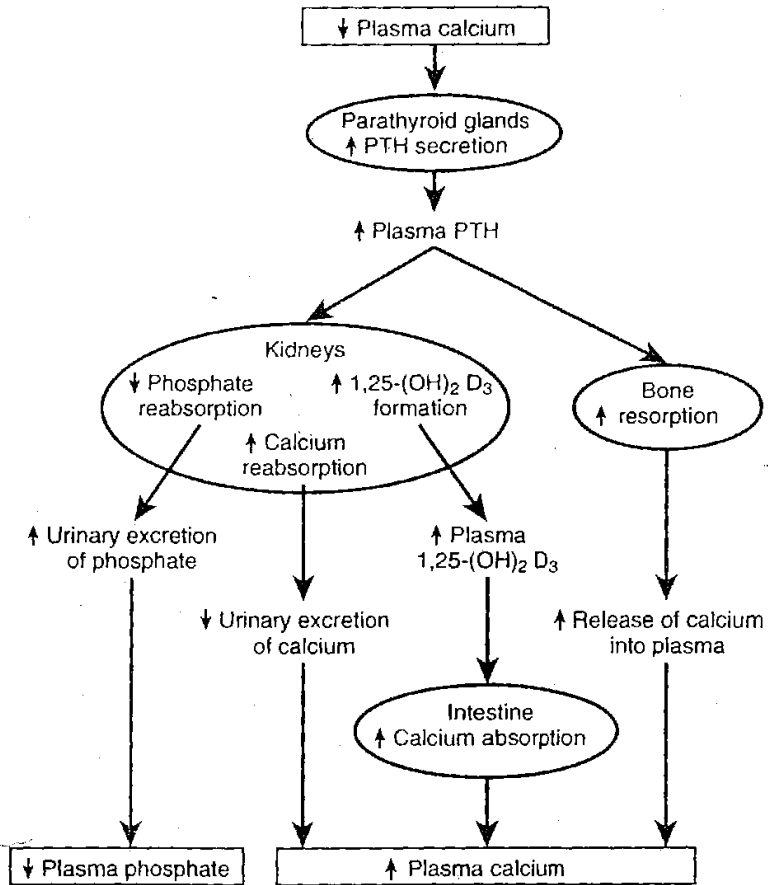 ↓ Plasma calcium
Parathyroid glands
↑ PTH secretion
↑ Plasma PTH
Kidneys
↓ Phosphate
reabsorption
↑ 1,25-(OH)₂ D₃
formation
↑ Calcium
reabsorption
Bone
↑ resorption
↑ Urinary excretion
of phosphate
↑ Plasma
1,25-(OH)₂ D₃
↓ Urinary excretion
of calcium
↑ Release of calcium
into plasma
Intestine
↑ Calcium absorption
↓ Plasma phosphate
↑ Plasma calcium